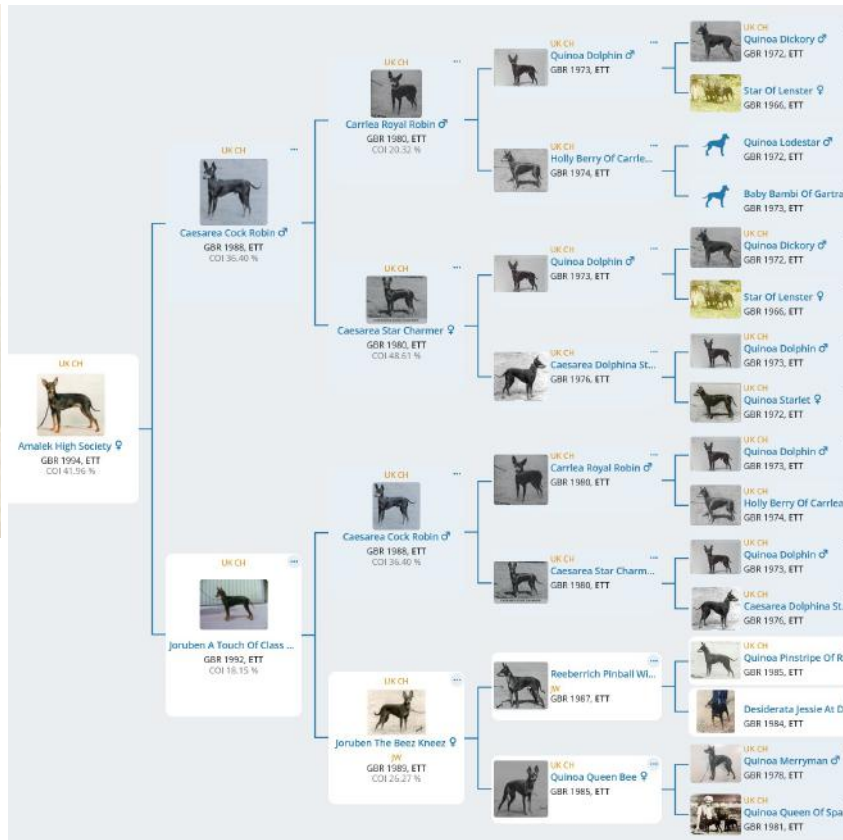 UK CH
Amalek High Society ♀
GBR 1994, ETT
COI 41.96 %
UK CH
Caesarea Cock Robin ♂
GBR 1988, ETT
COI 36.40 %
UK CH
Joruben A Touch Of Class ...
GBR 1992, ETT
COI 18.15 %
UK CH
Carrlea Royal Robin ♂
GBR 1980, ETT
COI 20.32 %
UK CH
Caesarea Star Charmer ♀
GBR 1980, ETT
COI 48.61 %
UK CH
Caesarea Cock Robin ♂
GBR 1988, ETT
COI 36.40 %
UK CH
Joruben The Beez Kneez ♀
JW
GBR 1989, ETT
COI 26.27 %
UK CH
Quinoa Dolphin ♂
GBR 1973, ETT
UK CH
Holly Berry Of Carrle...
GBR 1974, ETT
UK CH
Quinoa Dolphin ♂
GBR 1973, ETT
UK CH
Caesarea Dolphina St...
GBR 1976, ETT
UK CH
Carrlea Royal Robin ♂
GBR 1980, ETT
UK CH
Caesarea Star Charm...
GBR 1980, ETT
Reeberrich Pinball Wi...
JW
GBR 1987, ETT
UK CH
Quinoa Queen Bee ♀
GBR 1985, ETT
UK CH
Quinoa Dickory ♂
GBR 1972, ETT
Star Of Lenster ♀
GBR 1966, ETT
Quinoa Lodestar ♂
GBR 1972, ETT
Baby Bambi Of Gartra
GBR 1973, ETT
UK CH
Quinoa Dickory ♂
GBR 1972, ETT
Star Of Lenster ♀
GBR 1966, ETT
UK CH
Quinoa Dolphin ♂
GBR 1973, ETT
UK CH
Quinoa Starlet ♀
GBR 1972, ETT
UK CH
Quinoa Dolphin ♂
GBR 1973, ETT
UK CH
Holly Berry Of Carrlea
GBR 1974, ETT
UK CH
Quinoa Dolphin ♂
GBR 1973, ETT
UK CH
Caesarea Dolphina St.
GBR 1976, ETT
UK CH
Quinoa Pinstripe Of R
GBR 1985, ETT
Desiderata Jessie At D
GBR 1984, ETT
UK CH
Quinoa Merryman ♂
GBR 1978, ETT
UK CH
Quinoa Queen Of Spa
GBR 1981, ETT